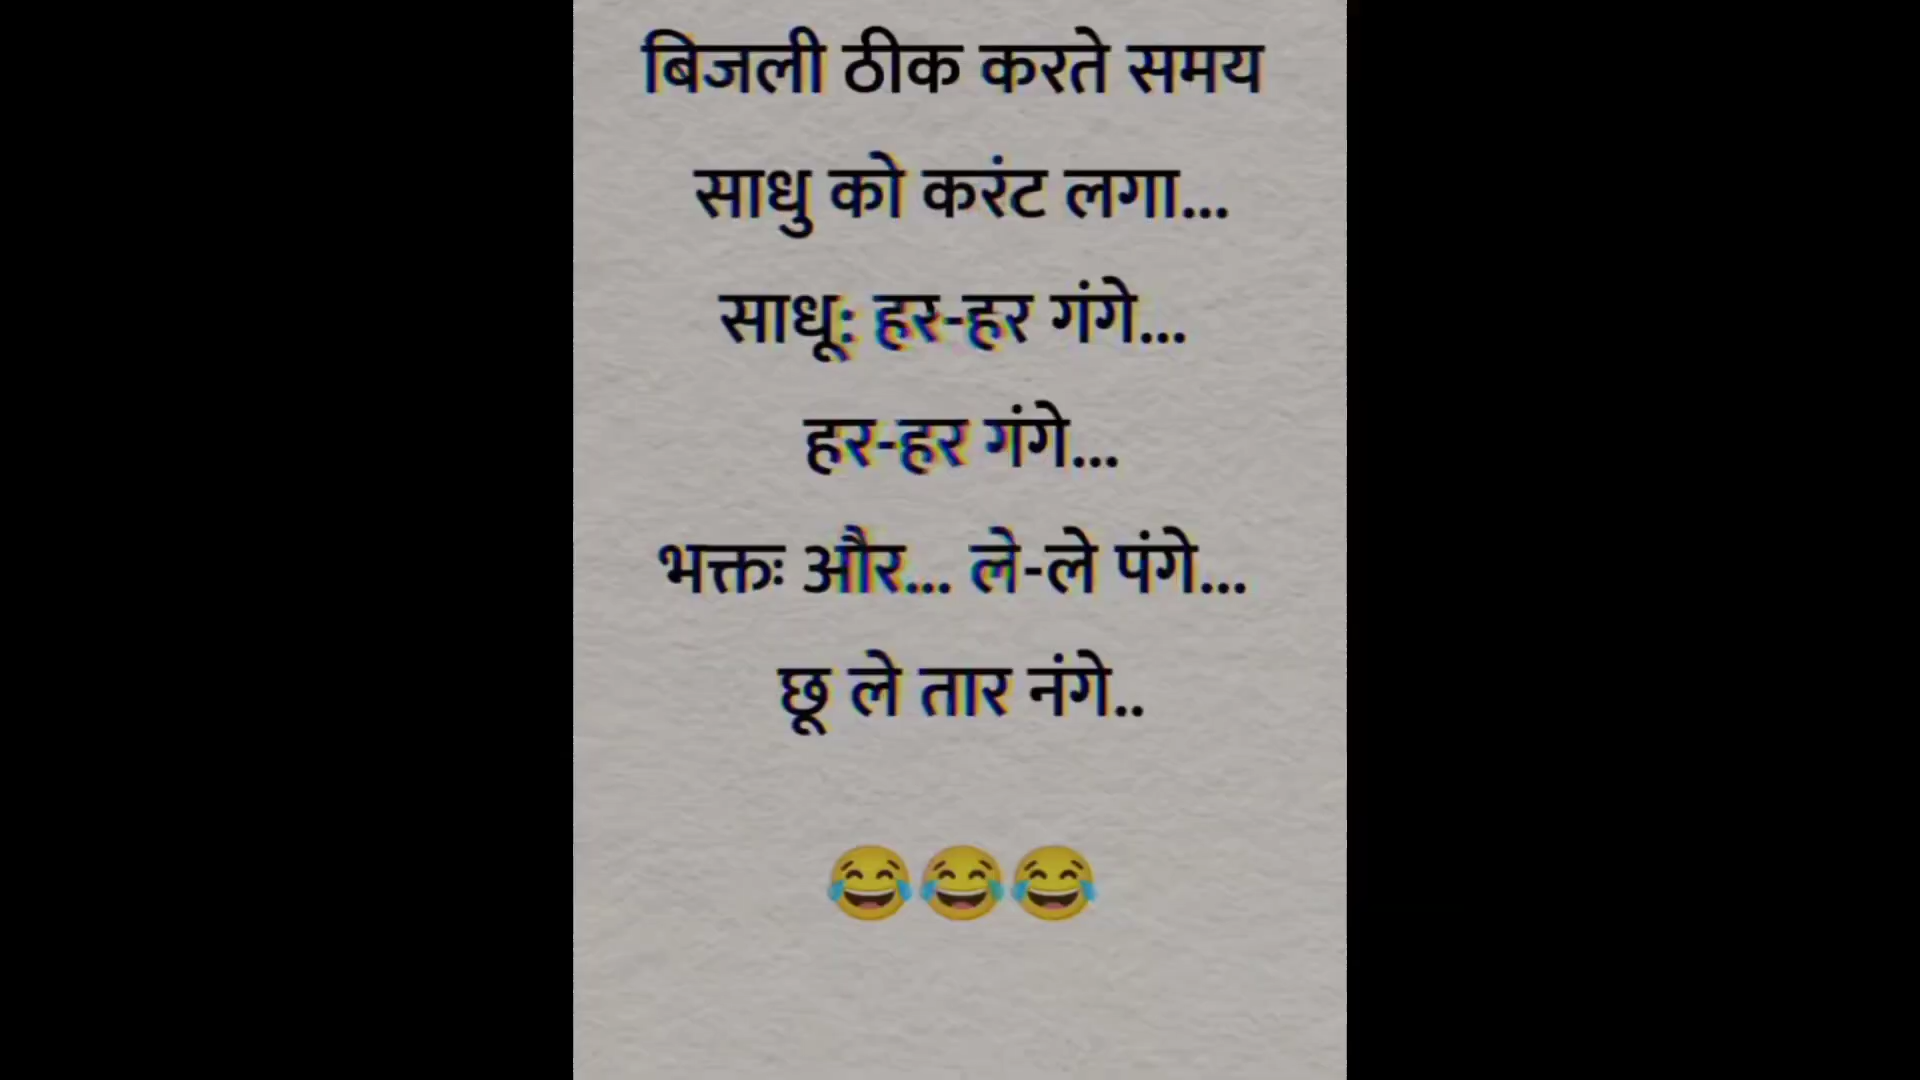 बिजली ठीक करते समय
साधु को करंट लगा...
साधूः हर-हर गंगे...
हर-हर गंगे...
भक्तः और... ले-ले पंगे...
छू ले तार नंगे..
😂😂😂